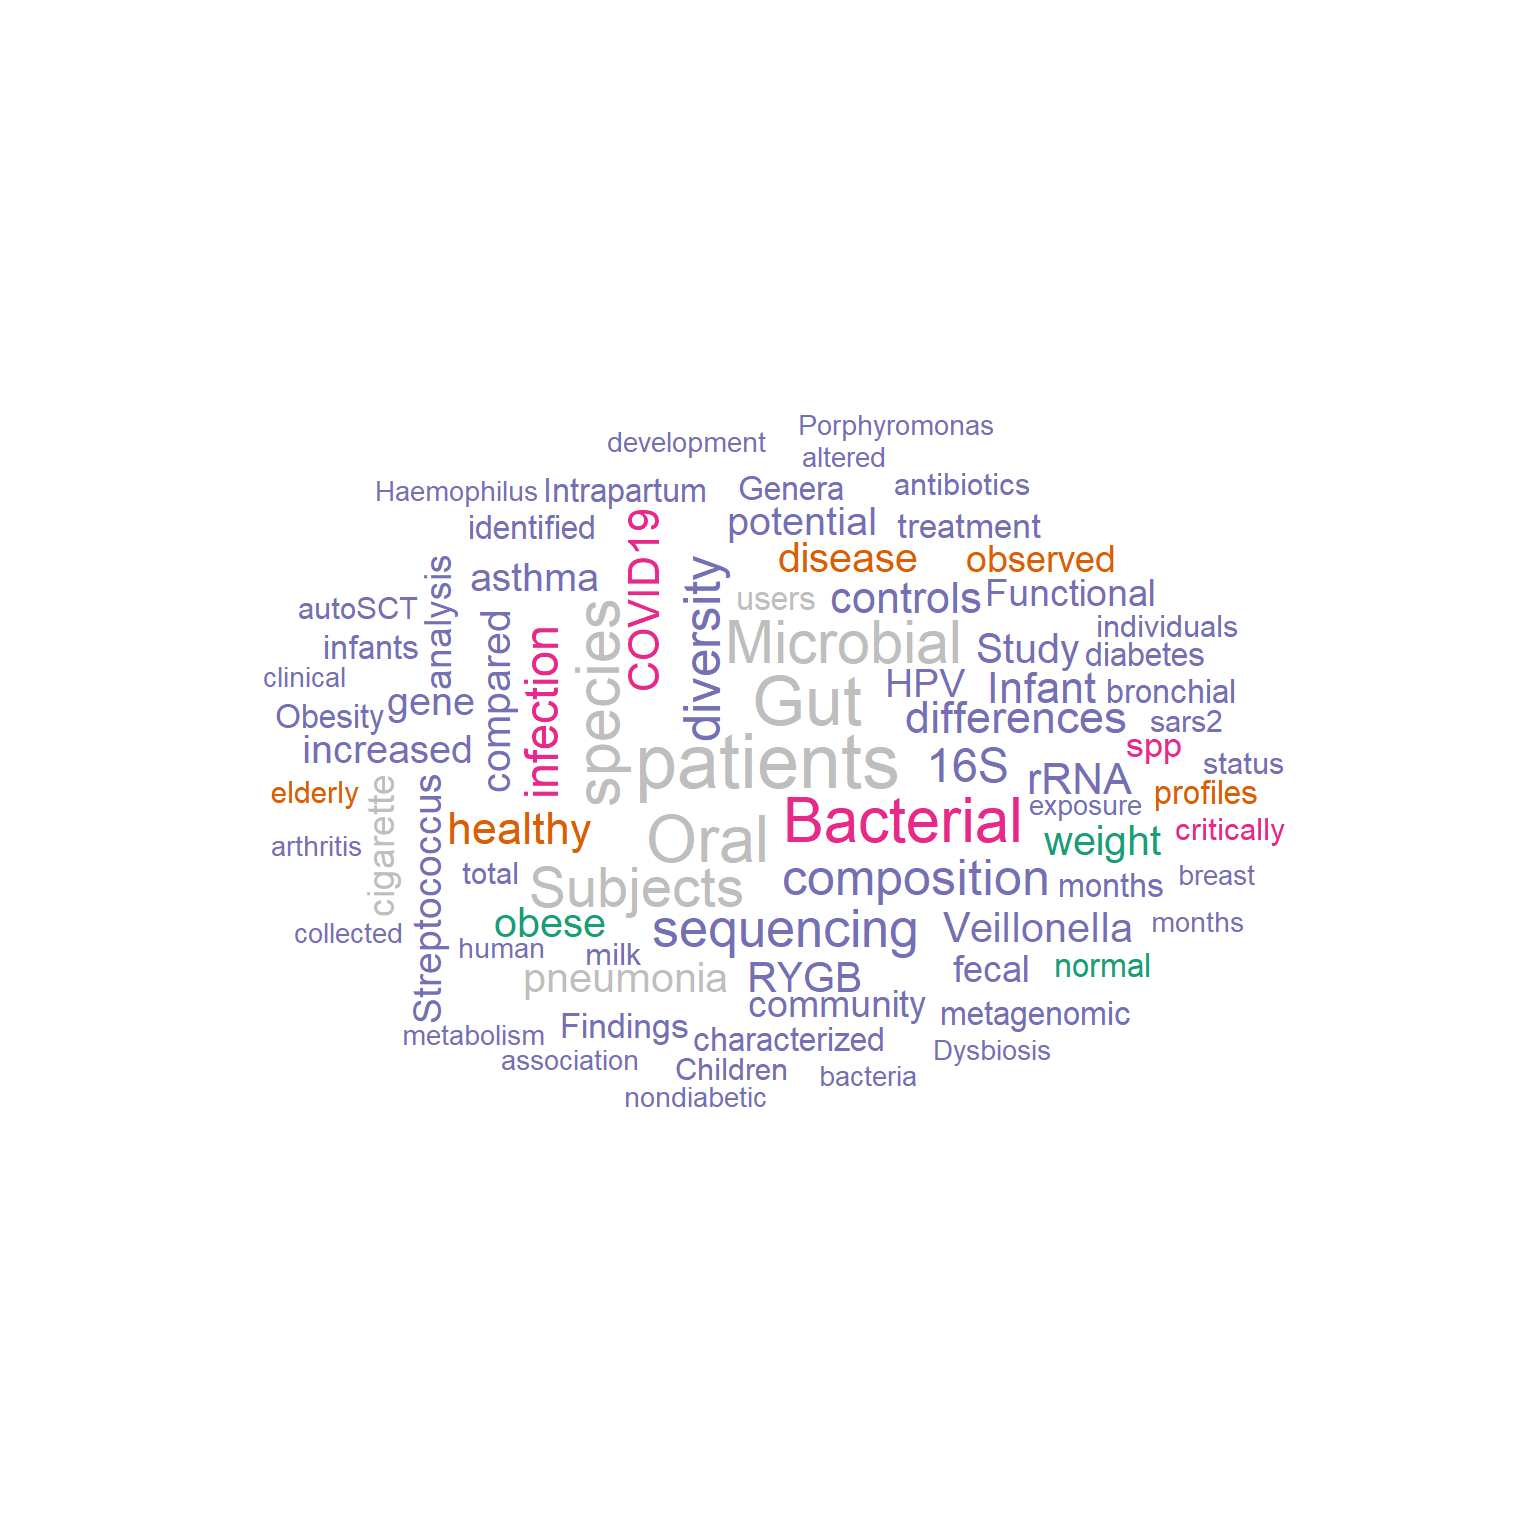 Porphyromonas
development
altered
Haemophilus
Intrapartum
Genera
antibiotics
identified
COVID19
potential
treatment
analysis
asthma
diversity
disease
observed
autoSCT
compared
species
users
controls
Functional
infants
infection
Microbial
Study
individuals
diabetes
clinical
gene
Gut
HPV
Infant
bronchial
Obesity
differences
sars2
increased
patients
16S
rRNA
spp
status
elderly
cigarette
Streptococcus
healthy
Oral
Bacterial
exposure
profiles
arthritis
weight
critically
total
Subjects
composition
months
breast
collected
obese
sequencing
Veillonella
months
human
milk
pneumonia
RYGB
fecal
normal
community
metagenomic
metabolism
Findings
characterized
Dysbiosis
association
Children
bacteria
nondiabetic